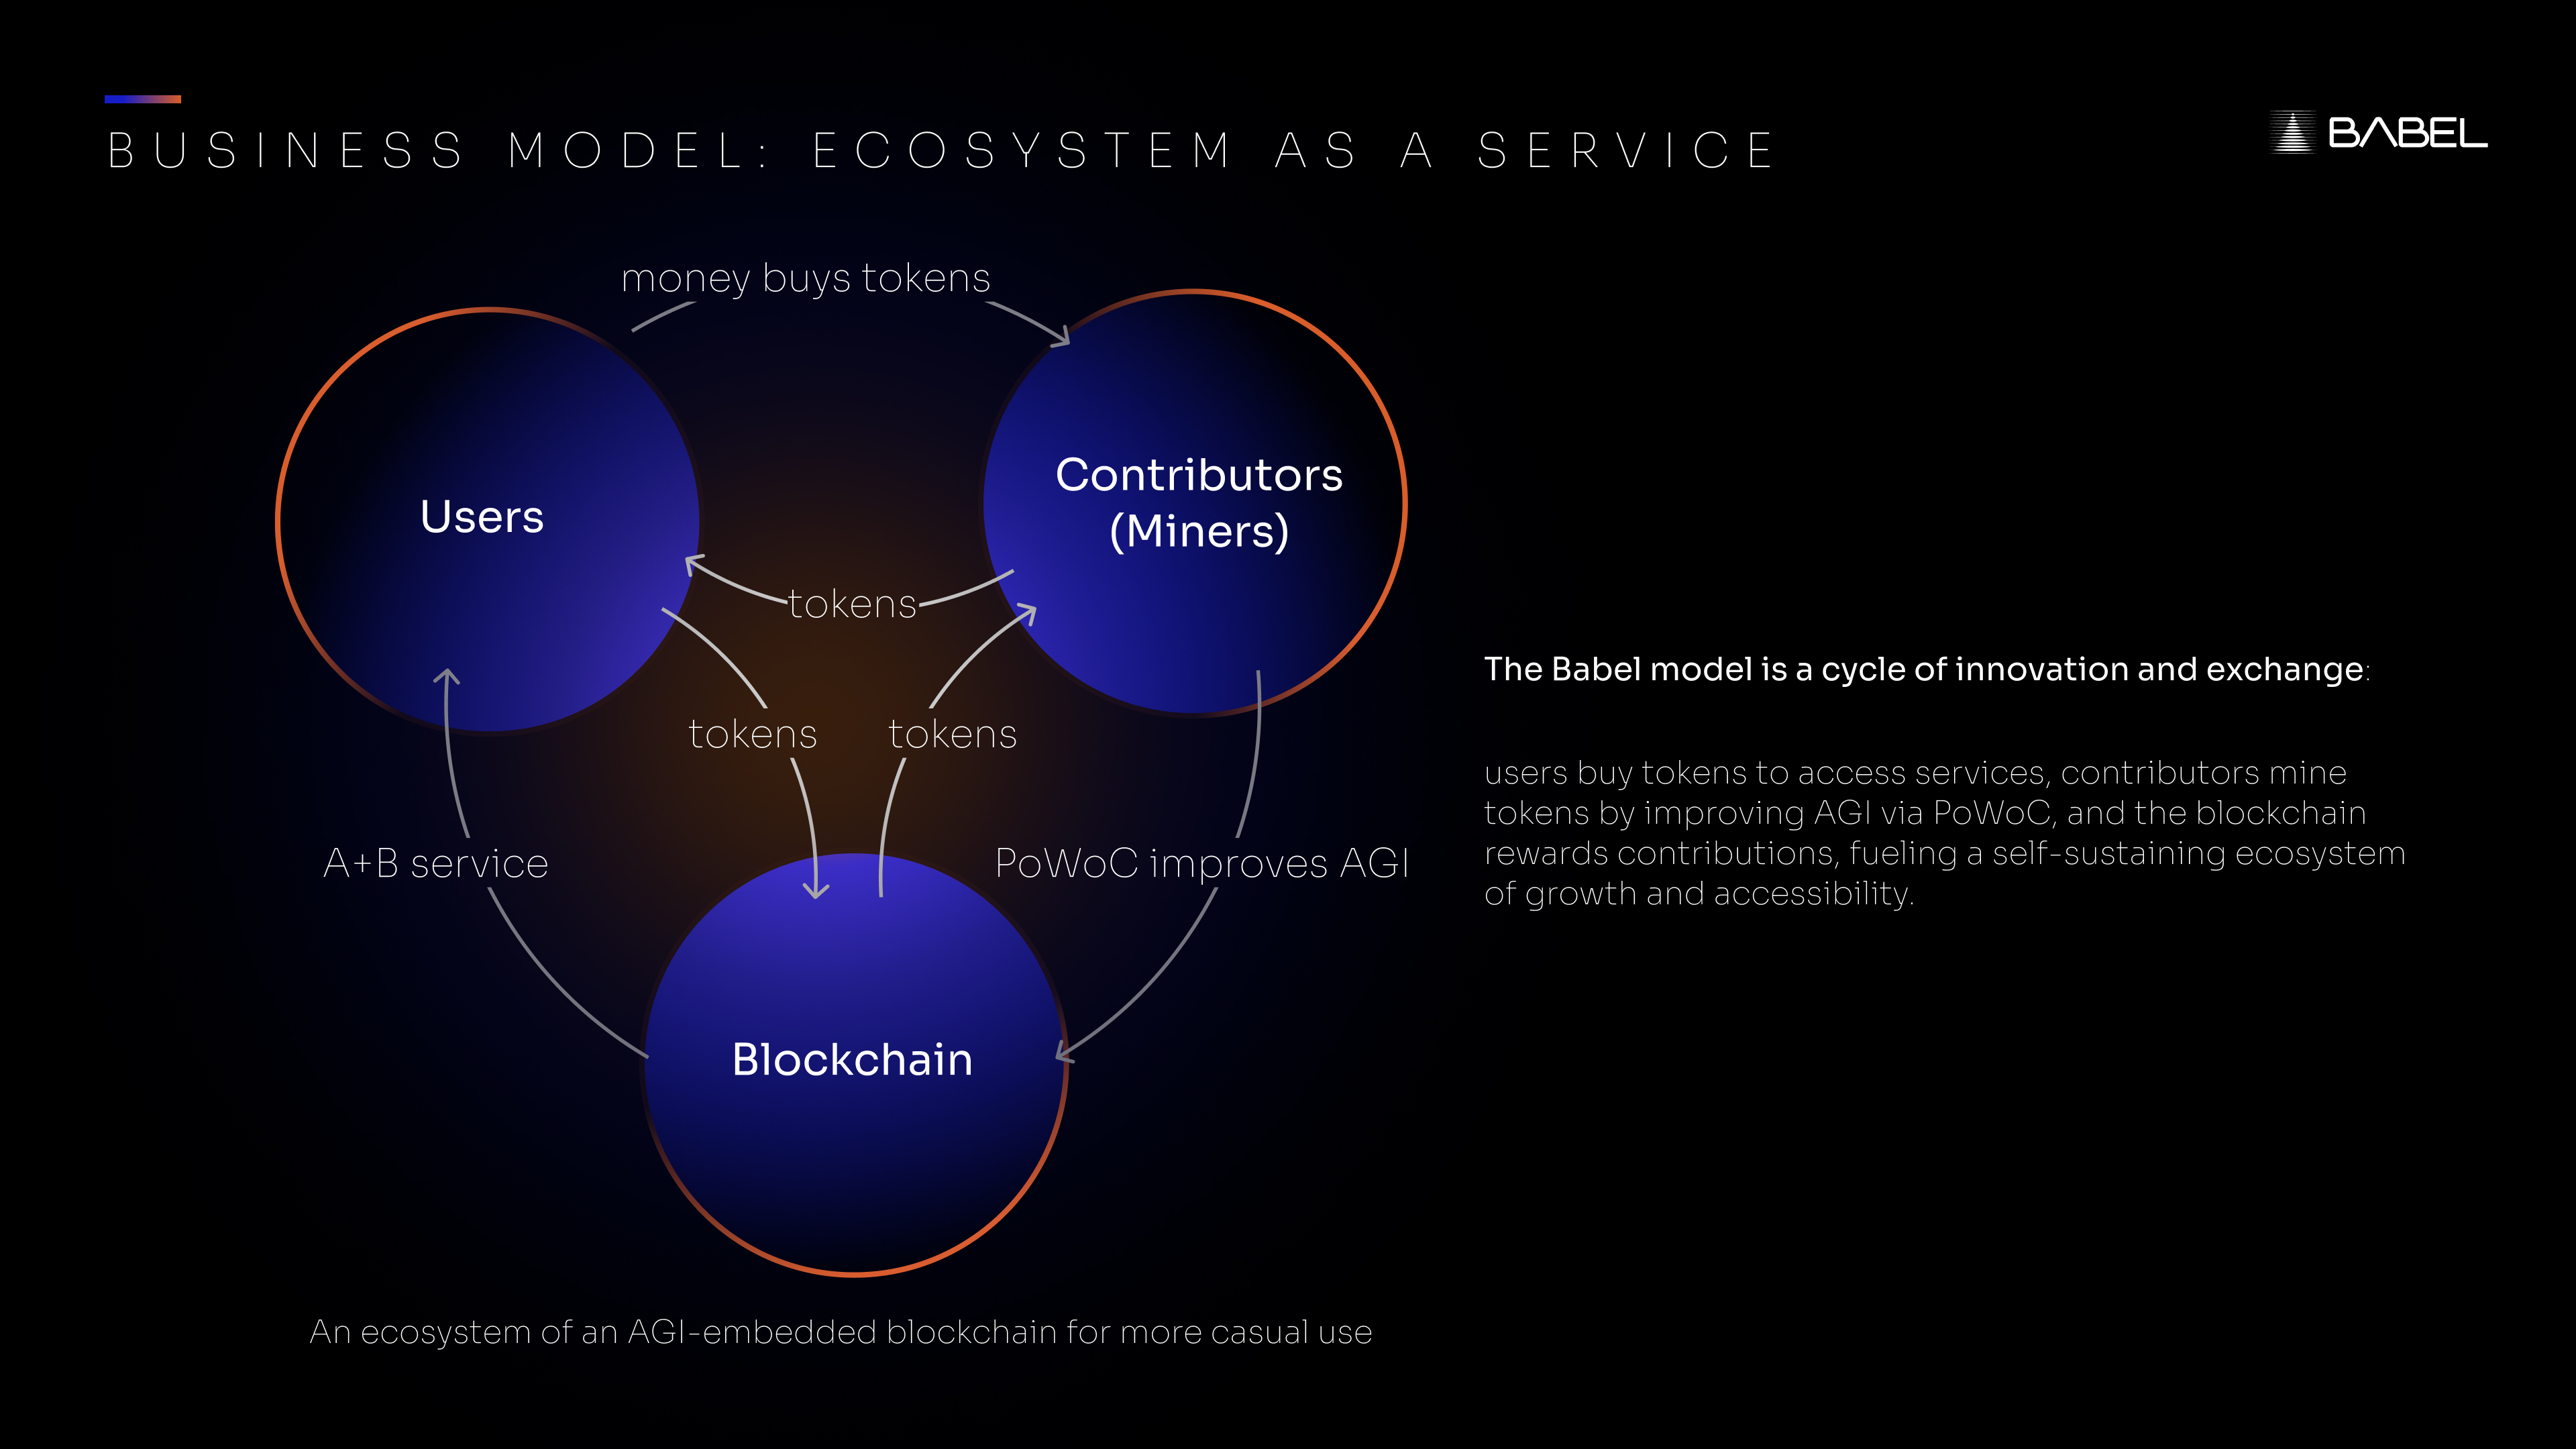 BUSINESS MODEL: ECOSYSTEM AS A SERVICE
BABEL
money buys tokens
Users
Contributors
(Miners)
tokens
tokens
tokens
A+B service
PoWoC improves AGI
Blockchain
An ecosystem of an AGI-embedded blockchain for more casual use
The Babel model is a cycle of innovation and exchange:
users buy tokens to access services, contributors mine
tokens by improving AGI via PoWoC, and the blockchain
rewards contributions, fueling a self-sustaining ecosystem
of growth and accessibility.